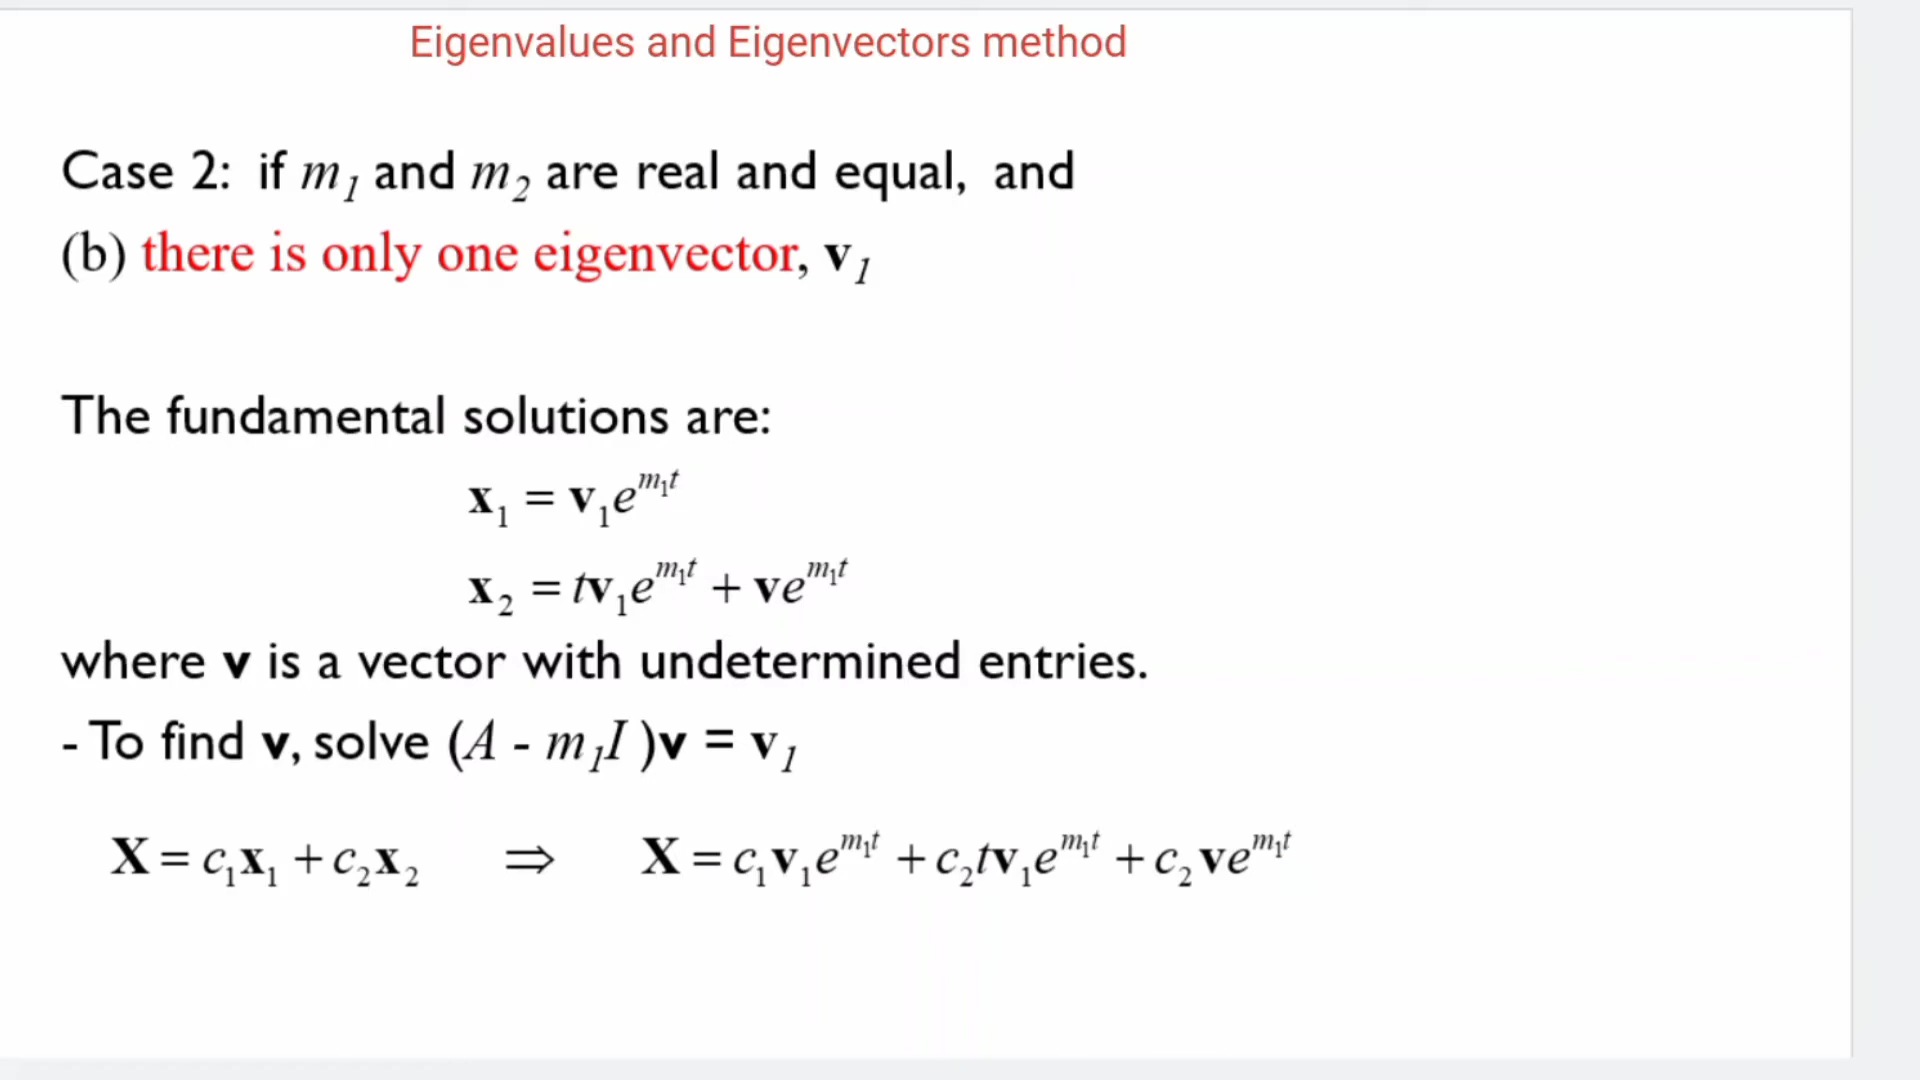 Eigenvalues and Eigenvectors method
Case 2: if m₁ and m₂ are real and equal, and
(b) there is only one eigenvector, v₁
The fundamental solutions are:
x₁ = v₁e^{m₁t}
x₂ = tv₁e^{m₁t} + ve^{m₁t}
where v is a vector with undetermined entries.
- To find v, solve (A - m₁I )v = v₁
X = c₁x₁ + c₂x₂ ⇒ X = c₁v₁e^{m₁t} + c₂tv₁e^{m₁t} + c₂ve^{m₁t}